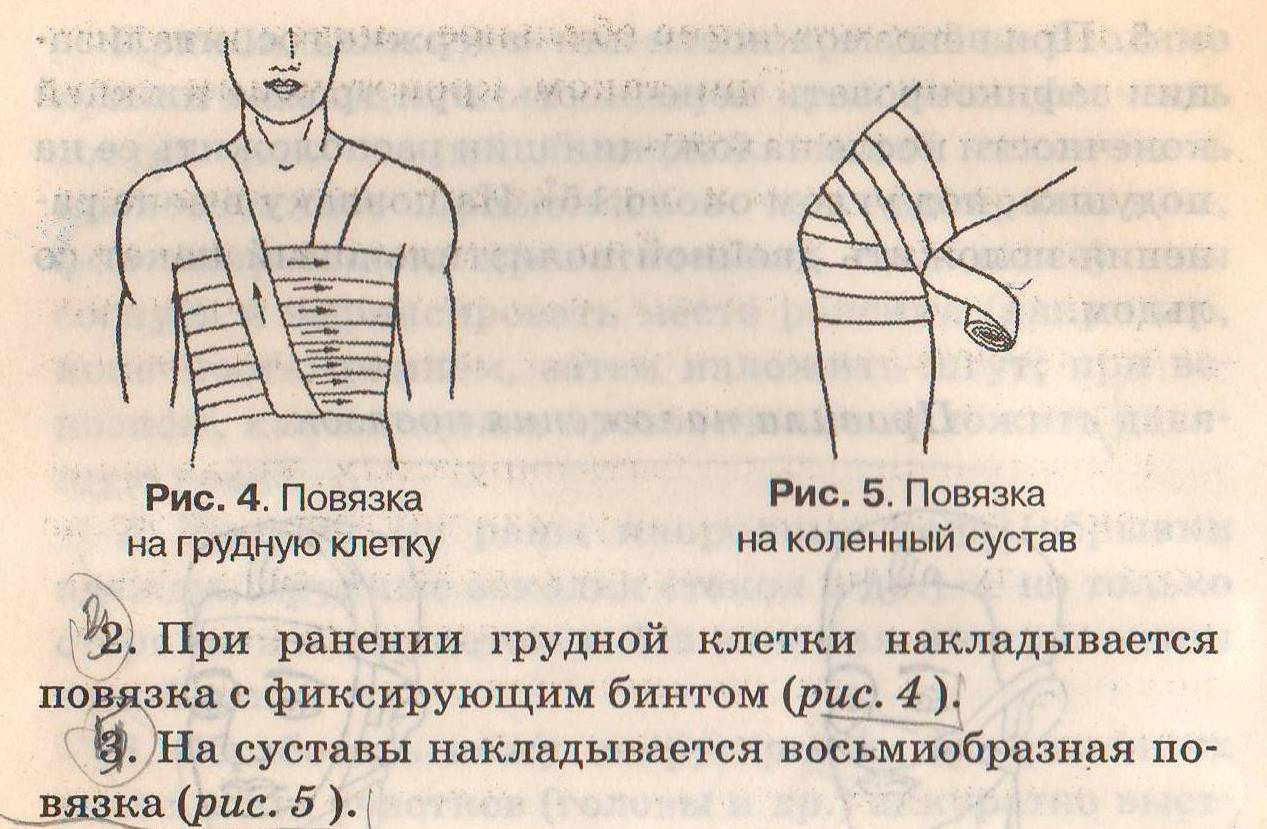 Рис. 4. Повязка
на грудную клетку
Рис. 5. Повязка
на коленный сустав
2. При ранении грудной клетки накладывается
повязка с фиксирующим бинтом (рис. 4 ).
3. На суставы накладывается восьмиобразная по-
вязка (рис. 5 ).